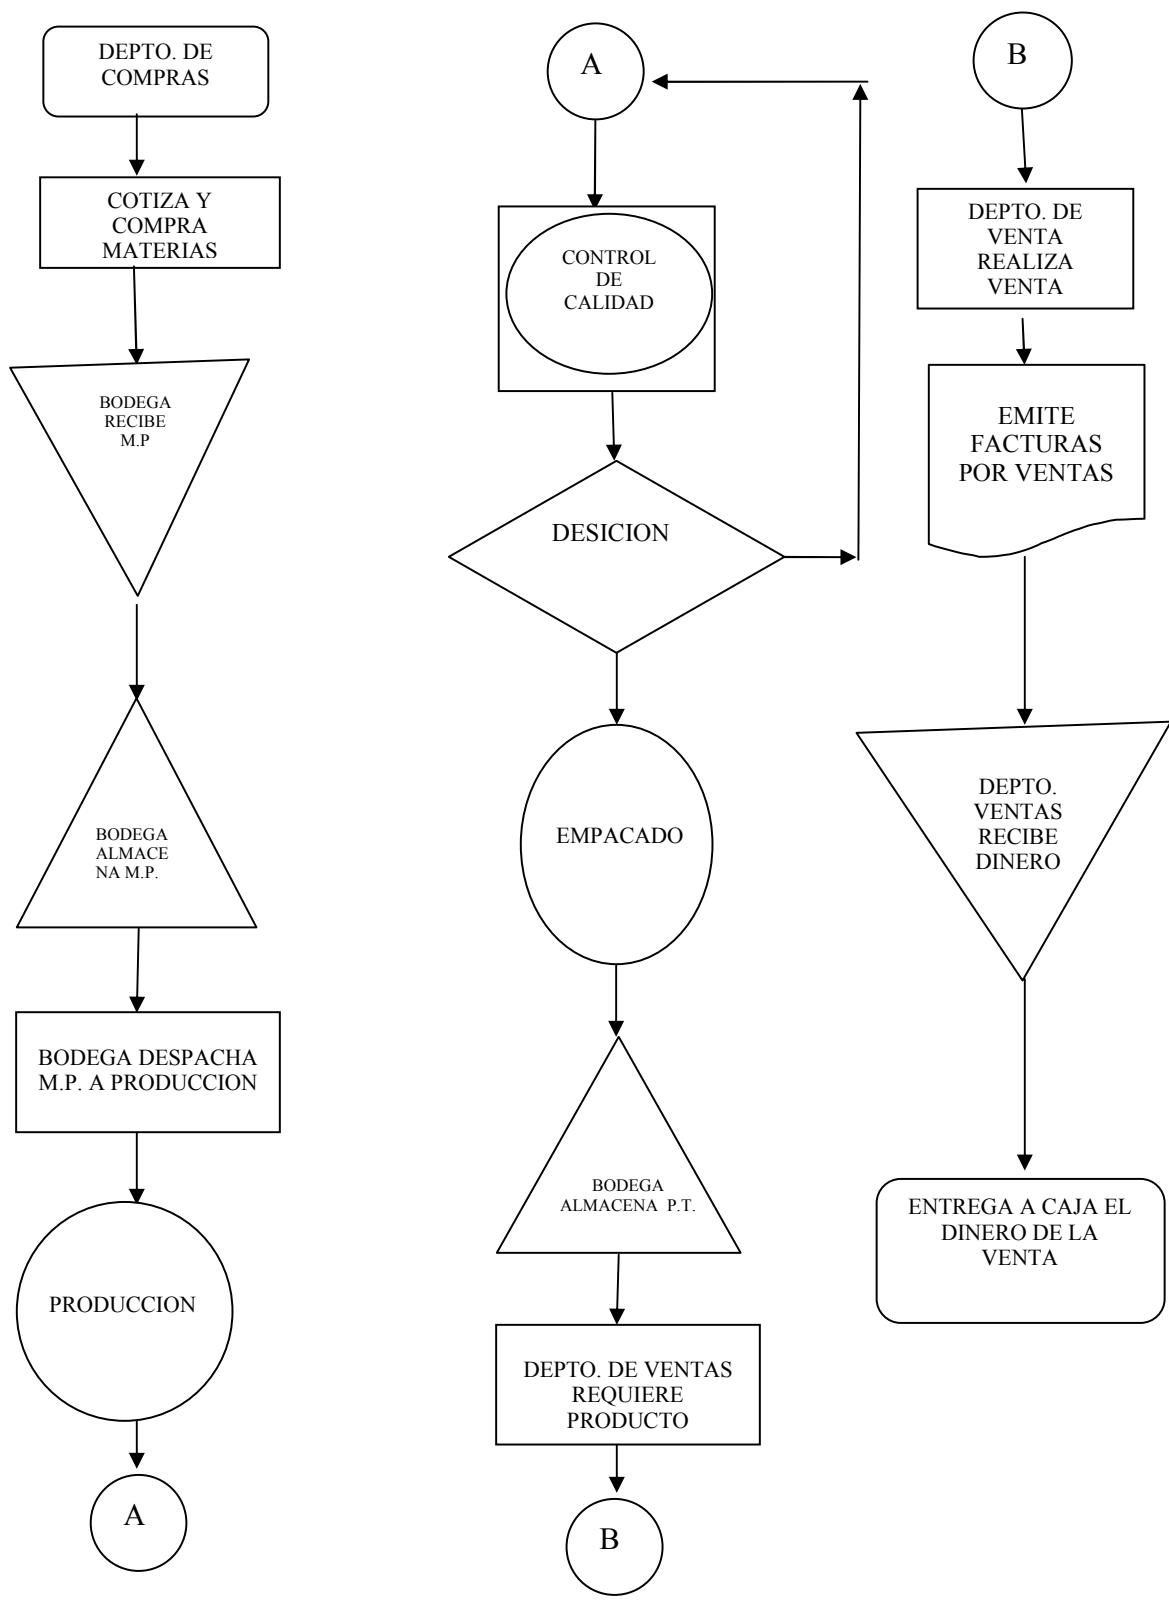 DEPTO. DE
COMPRAS
COTIZA Y
COMPRA
MATERIAS
BODEGA
RECIBE
M.P
BODEGA
ALMACE
NA M.P.
BODEGA DESPACHA
M.P. A PRODUCCION
PRODUCCION
A
A
CONTROL
DE
CALIDAD
DESICION
EMPACADO
BODEGA
ALMACENA P.T.
DEPTO. DE VENTAS
REQUIERE
PRODUCTO
B
B
DEPTO. DE
VENTA
REALIZA
VENTA
EMITE
FACTURAS
POR VENTAS
DEPTO.
VENTAS
RECIBE
DINERO
ENTREGA A CAJA EL
DINERO DE LA
VENTA